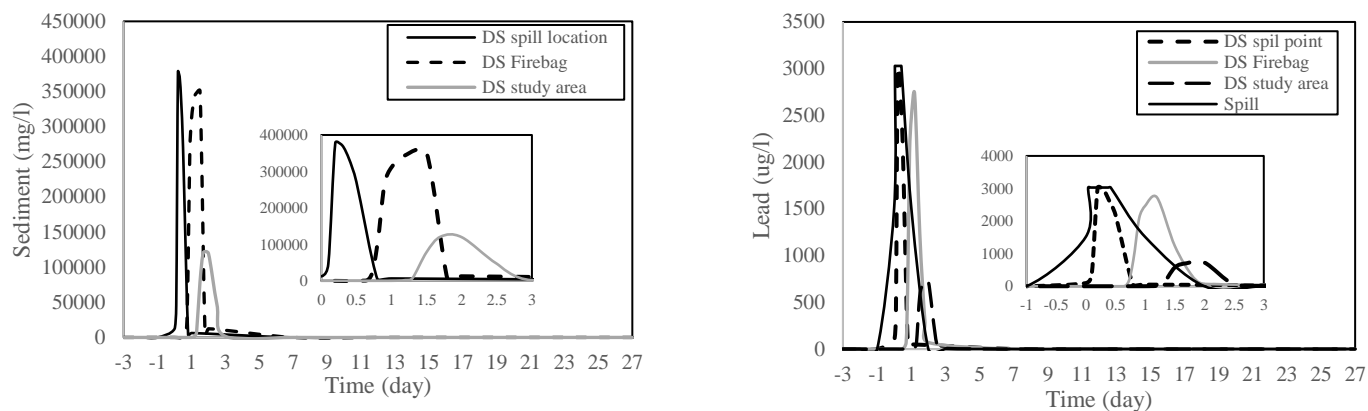 450000
400000
350000
300000
250000
200000
150000
100000
50000
0
Sediment (mg/l)
DS spill location
DS Firebag
DS study area
400000
300000
200000
100000
0
0 0.5 1 1.5 2 2.5 3
-3 -1 1 3 5 7 9 11 13 15 17 19 21 23 25 27
Time (day)
3500
3000
2500
2000
1500
1000
500
0
Lead (ug/l)
DS spil point
DS Firebag
DS study area
Spill
4000
3000
2000
1000
0
-1 -0.5 0 0.5 1 1.5 2 2.5 3
-3 -1 1 3 5 7 9 11 13 15 17 19 21 23 25 27
Time (day)